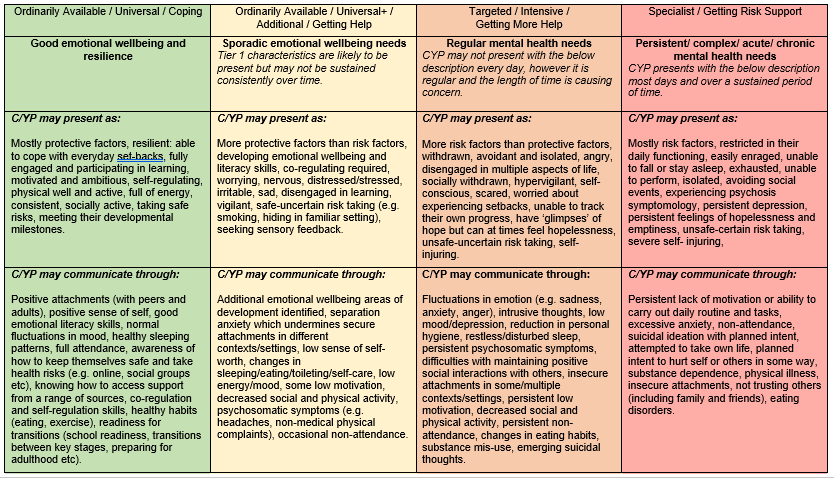 Ordinarily Available / Universal / Coping
Ordinarily Available / Universal+ /
Additional / Getting Help
Targeted / Intensive /
Getting More Help
Specialist / Getting Risk Support
Good emotional wellbeing and
resilience
Sporadic emotional wellbeing needs
Tier 1 characteristics are likely to be
present but may not be sustained
consistently over time.
Regular mental health needs
CYP may not present with the below
description every day, however it is
regular and the length of time is causing
concern.
Persistent/ complex/ acute/ chronic
mental health needs
CYP presents with the below description
most days and over a sustained period
of time.
C/YP may present as:
Mostly protective factors, resilient: able
to cope with everyday set-backs, fully
engaged and participating in learning,
motivated and ambitious, self-regulating,
physical well and active, full of energy,
consistent, socially active, taking safe
risks, meeting their developmental
milestones.
C/YP may present as:
More protective factors than risk factors,
developing emotional wellbeing and
literacy skills, co-regulating required,
worrying, nervous, distressed/stressed,
irritable, sad, disengaged in learning,
vigilant, safe-uncertain risk taking (e.g.
smoking, hiding in familiar setting),
seeking sensory feedback.
C/YP may present as:
More risk factors than protective factors,
withdrawn, avoidant and isolated, angry,
disengaged in multiple aspects of life,
socially withdrawn, hypervigilant, self-
conscious, scared, worried about
experiencing setbacks, unable to track
their own progress, have ‘glimpses’ of
hope but can at times feel hopelessness,
unsafe-uncertain risk taking, self-
injuring.
C/YP may present as:
Mostly risk factors, restricted in their
daily functioning, easily enraged, unable
to fall or stay asleep, exhausted, unable
to perform, isolated, avoiding social
events, experiencing psychosis
symptomology, persistent depression,
persistent feelings of hopelessness and
emptiness, unsafe-certain risk taking,
severe self- injuring,
C/YP may communicate through:
Positive attachments (with peers and
adults), positive sense of self, good
emotional literacy skills, normal
fluctuations in mood, healthy sleeping
patterns, full attendance, awareness of
how to keep themselves safe and take
health risks (e.g. online, social groups
etc), knowing how to access support
from a range of sources, co-regulation
and self-regulation skills, healthy habits
(eating, exercise), readiness for
transitions (school readiness, transitions
between key stages, preparing for
adulthood etc).
C/YP may communicate through:
Additional emotional wellbeing areas of
development identified, separation
anxiety which undermines secure
attachments in different
contexts/settings, low sense of self-
worth, changes in
sleeping/eating/toileting/self-care, low
energy/mood, some low motivation,
decreased social and physical activity,
psychosomatic symptoms (e.g.
headaches, non-medical physical
complaints), occasional non-attendance.
C/YP may communicate through:
Fluctuations in emotion (e.g. sadness,
anxiety, anger), intrusive thoughts, low
mood/depression, reduction in personal
hygiene, restless/disturbed sleep,
persistent psychosomatic symptoms,
difficulties with maintaining positive
social interactions with others, insecure
attachments in some/multiple
contexts/settings, persistent low
motivation, decreased social and
physical activity, persistent non-
attendance, changes in eating habits,
substance mis-use, emerging suicidal
thoughts.
C/YP may communicate through:
Persistent lack of motivation or ability to
carry out daily routine and tasks,
excessive anxiety, non-attendance,
suicidal ideation with planned intent,
attempted to take own life, planned
intent to hurt self or others in some way,
substance dependence, physical illness,
insecure attachments, not trusting others
(including family and friends), eating
disorders.